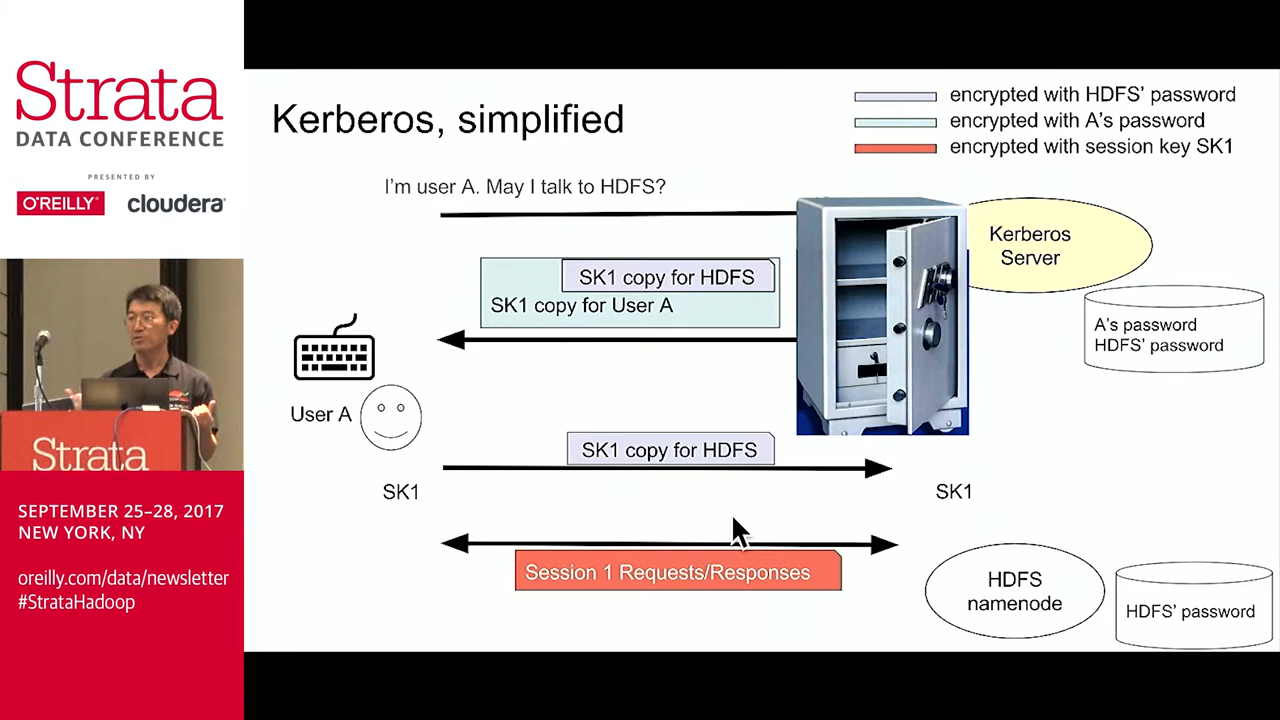 Strata
DATA CONFERENCE
PRESENTED BY
O'REILLY®
cloudera
Strata
SEPTEMBER 25–28, 2017
NEW YORK, NY
oreilly.com/data/newsletter
#StrataHadoop
Kerberos, simplified
encrypted with HDFS' password
encrypted with A's password
encrypted with session key SK1
I'm user A. May I talk to HDFS?
Kerberos
Server
SK1 copy for HDFS
SK1 copy for User A
A's password
HDFS' password
User A
SK1 copy for HDFS
SK1
SK1
Session 1 Requests/Responses
HDFS
namenode
HDFS' password